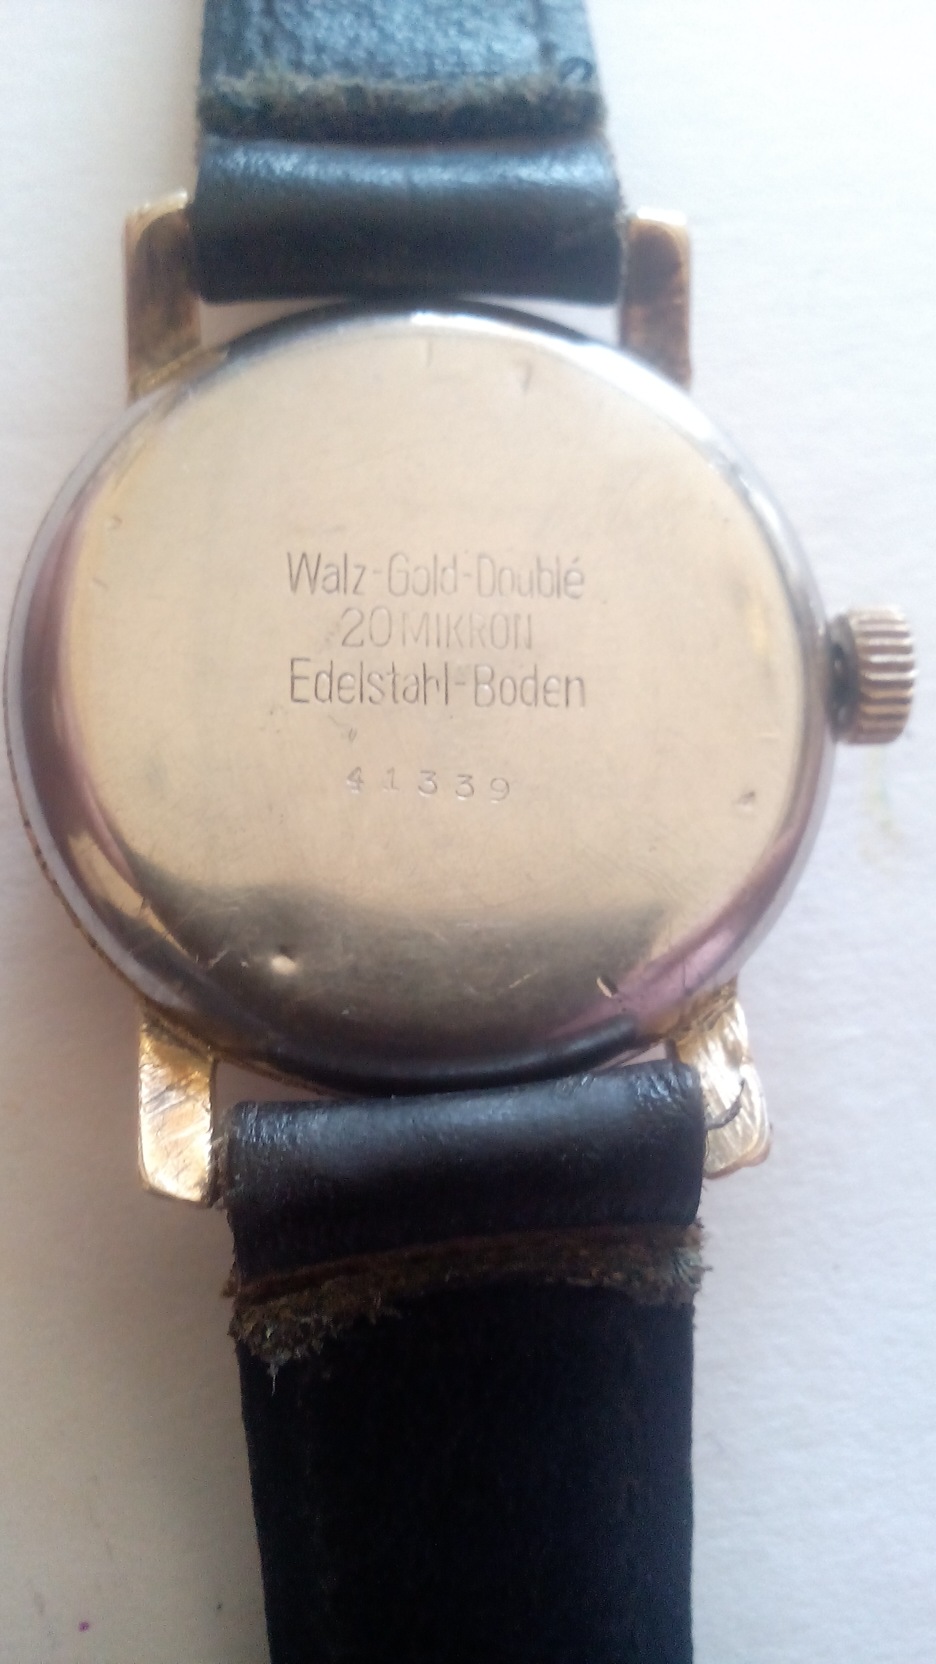 Walz-Gold-Doublé
20 MIKRON
Edelstahl-Boden
41339